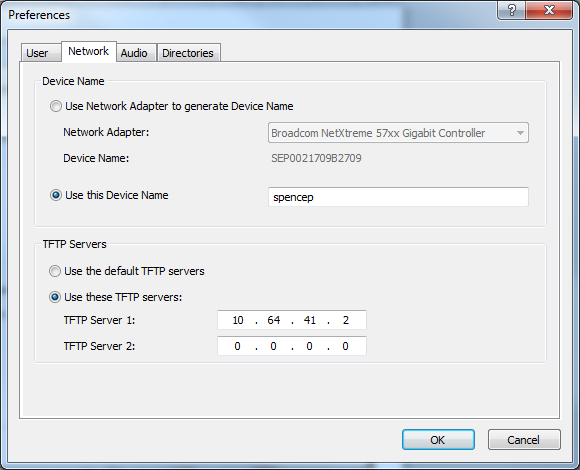 Preferences
User Network Audio Directories
Device Name
Use Network Adapter to generate Device Name
Network Adapter: Broadcom NetXtreme 57xx Gigabit Controller
Device Name: SEP0021709B2709
Use this Device Name spencep
TFTP Servers
Use the default TFTP servers
Use these TFTP servers:
TFTP Server 1: 10 . 64 . 41 . 2
TFTP Server 2: 0 . 0 . 0 . 0
OK Cancel